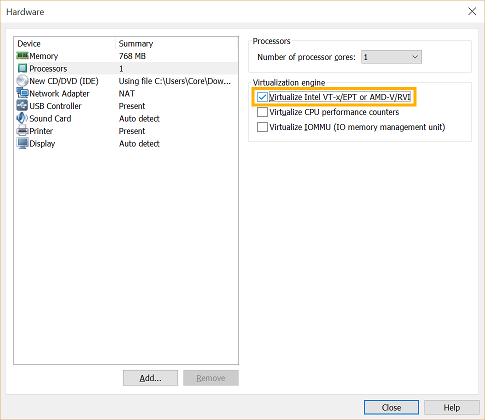 Hardware
Device Summary
Memory 768 MB
Processors 1
New CD/DVD (IDE) Using file C:\Users\Core\Dow...
Network Adapter NAT
USB Controller Present
Sound Card Auto detect
Printer Present
Display Auto detect
Add...
Remove
Processors
Number of processor cores: 1
Virtualization engine
Virtualize Intel VT-x/EPT or AMD-V/RVI
Virtualize CPU performance counters
Virtualize IOMMU (IO memory management unit)
Close
Help